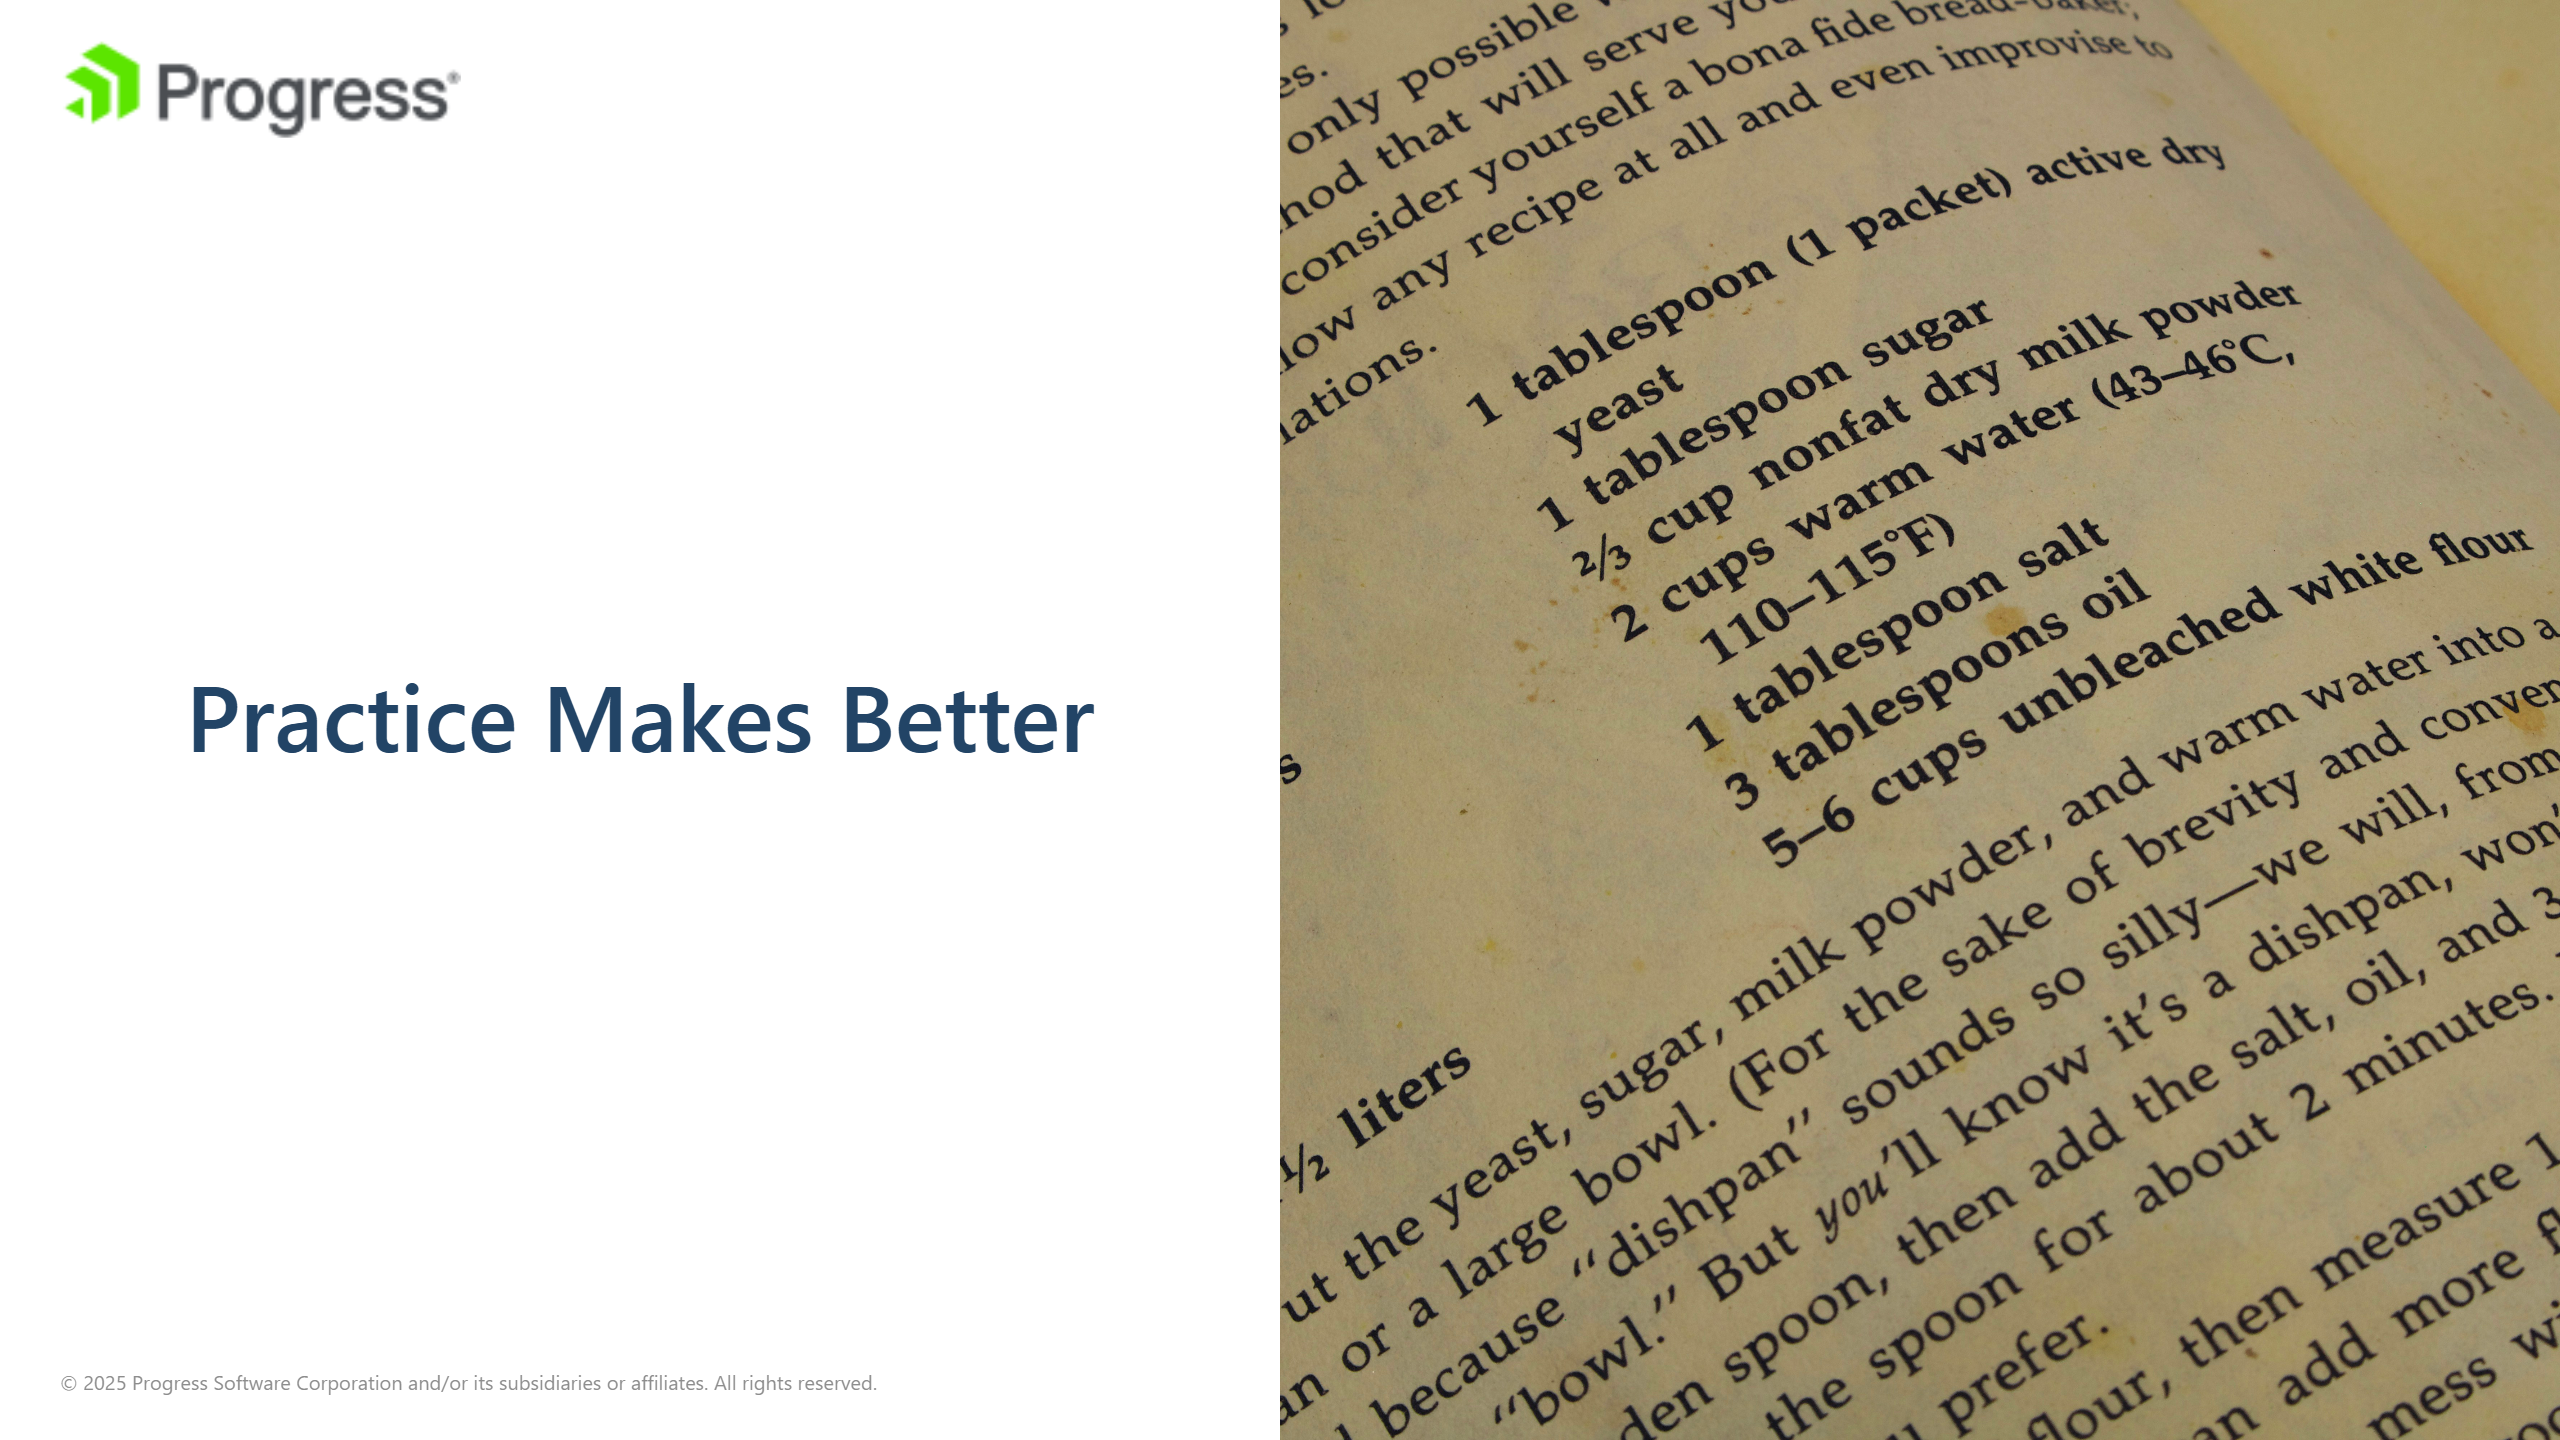 Progress®
Practice Makes Better
© 2025 Progress Software Corporation and/or its subsidiaries or affiliates. All rights reserved.
es.
only possible
that will serve
consider yourself a bona fide bread-baker;
any recipe at all and even improvise to
1 tablespoon (1 packet) active dry
yeast
1 tablespoon sugar
2/3 cup nonfat dry milk powder
2 cups warm water (43–46°C,
110–115°F)
1 tablespoon salt
3 tablespoons oil
5–6 cups unbleached white flour
s
1/2 liters
ut the yeast, sugar, milk powder, and warm water into a
an or a large bowl. (For the sake of brevity and conven
because “dishpan” sounds so silly—we will, from
“bowl.” But you’ll know it’s a dishpan, won’
den spoon, then add the salt, oil, and 3
the spoon for about 2 minutes.
prefer.
flour, then measure 1
an add more
mess